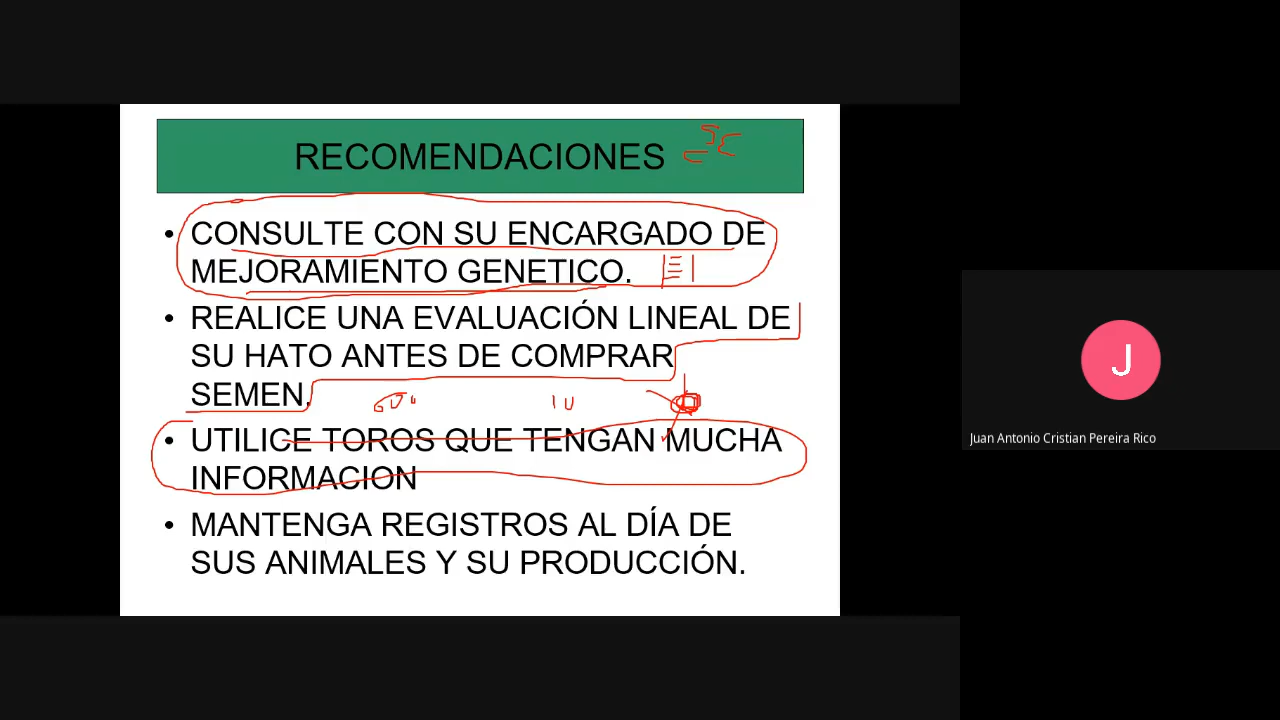 RECOMENDACIONES
• CONSULTE CON SU ENCARGADO DE
MEJORAMIENTO GENETICO.
• REALICE UNA EVALUACIÓN LINEAL DE
SU HATO ANTES DE COMPRAR
SEMEN.
• UTILICE TOROS QUE TENGAN MUCHA
INFORMACION
• MANTENGA REGISTROS AL DÍA DE
SUS ANIMALES Y SU PRODUCCIÓN.
J
Juan Antonio Cristian Pereira Rico